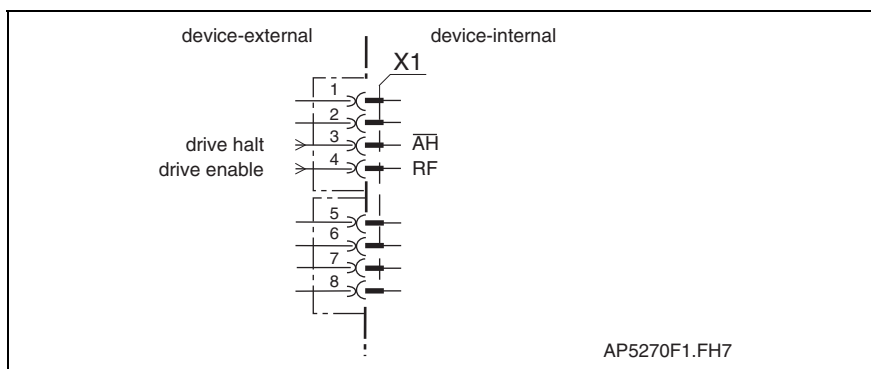 device-external device-internal
X1
1
2
drive halt 3 A̅H̅
drive enable 4 RF
5
6
7
8
AP5270F1.FH7